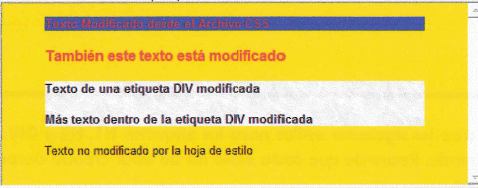 Texto Modificado desde el Archivo CSS
También este texto está modificado
Texto de una etiqueta DIV modificada
Más texto dentro de la etiqueta DIV modificada
Texto no modificado por la hoja de estilo